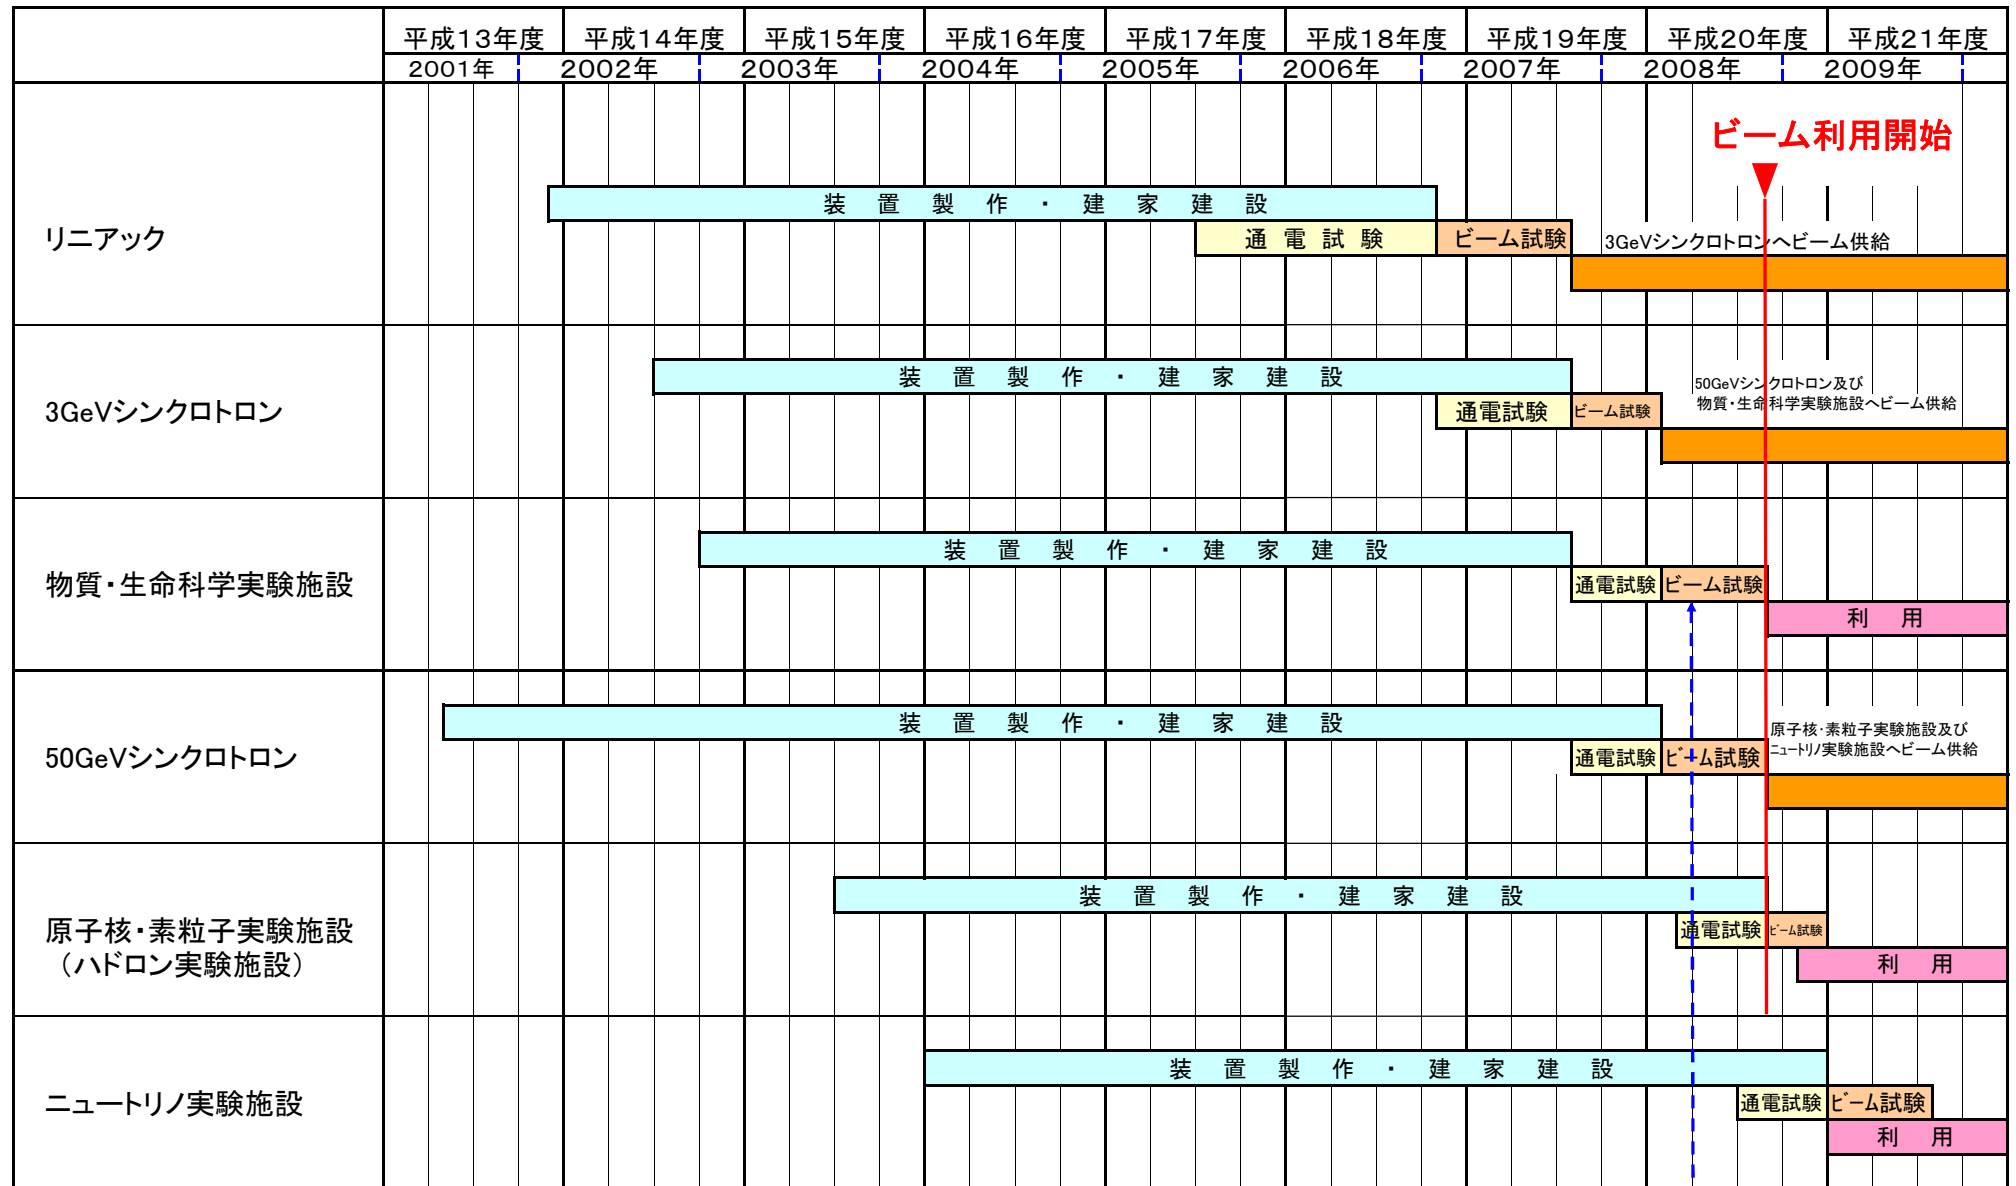 平成13年度 平成14年度 平成15年度 平成16年度 平成17年度 平成18年度 平成19年度 平成20年度 平成21年度
2001年 2002年 2003年 2004年 2005年 2006年 2007年 2008年 2009年
ビーム利用開始
装置製作・建家建設
リニアック
通電試験 ビーム試験 3GeVシンクロトロンへビーム供給
装置製作・建家建設
50GeVシンクロトロン及び
物質・生命科学実験施設へビーム供給
3GeVシンクロトロン
通電試験 ビーム試験
装置製作・建家建設
物質・生命科学実験施設
通電試験 ビーム試験
利用
装置製作・建家建設
原子核・素粒子実験施設及び
ニュートリノ実験施設へビーム供給
50GeVシンクロトロン
通電試験 ビーム試験
装置製作・建家建設
原子核・素粒子実験施設
(ハドロン実験施設)
通電試験 ビーム試験
利用
装置製作・建家建設
ニュートリノ実験施設
通電試験 ビーム試験
利用